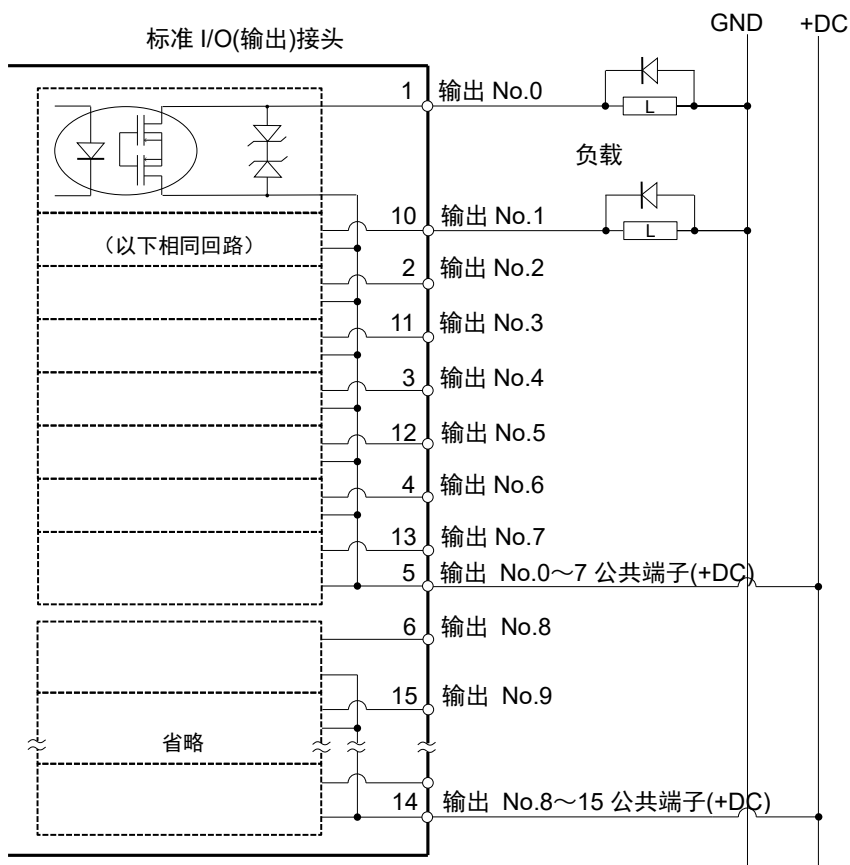 GND +DC
标准 I/O(输出)接头
1 输出 No.0
L
负载
10 输出 No.1
L
（以下相同回路）
2 输出 No.2
11 输出 No.3
3 输出 No.4
12 输出 No.5
4 输出 No.6
13 输出 No.7
5 输出 No.0～7 公共端子(+DC)
6 输出 No.8
15 输出 No.9
省略
14 输出 No.8～15 公共端子(+DC)